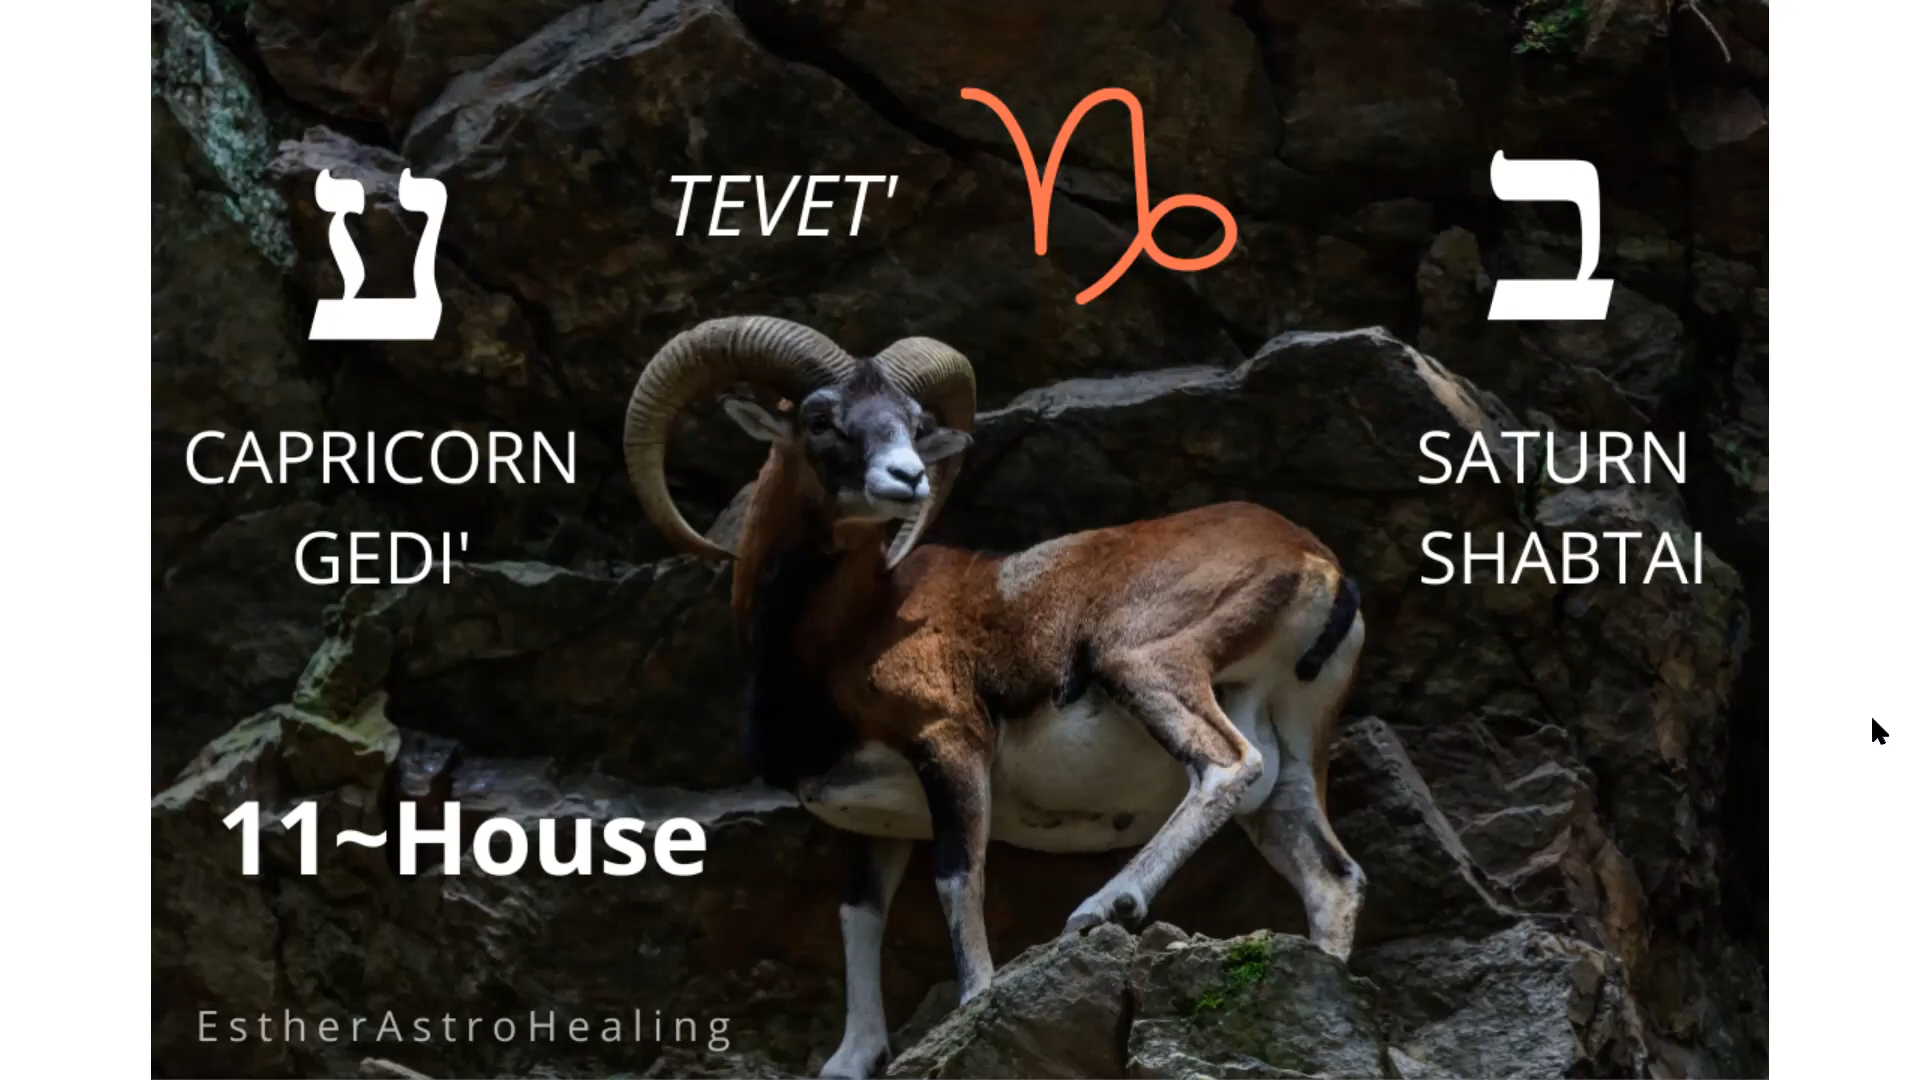 TEVET'
ע
ב
CAPRICORN
GEDI'
SATURN
SHABTAI
11~House
EstherAstroHealing